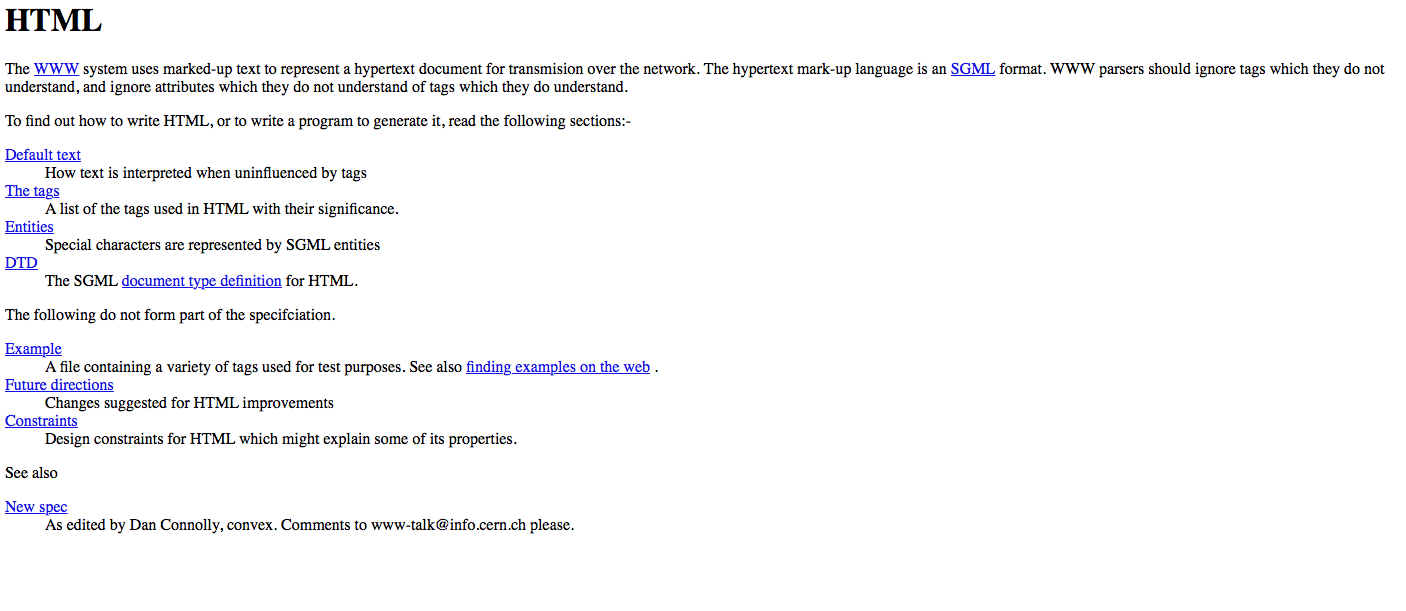 HTML
The WWW system uses marked-up text to represent a hypertext document for transmision over the network. The hypertext mark-up language is an SGML format. WWW parsers should ignore tags which they do not
understand, and ignore attributes which they do not understand of tags which they do understand.
To find out how to write HTML, or to write a program to generate it, read the following sections:-
Default text
How text is interpreted when uninfluenced by tags
The tags
A list of the tags used in HTML with their significance.
Entities
Special characters are represented by SGML entities
DTD
The SGML document type definition for HTML.
The following do not form part of the specifciation.
Example
A file containing a variety of tags used for test purposes. See also finding examples on the web .
Future directions
Changes suggested for HTML improvements
Constraints
Design constraints for HTML which might explain some of its properties.
See also
New spec
As edited by Dan Connolly, convex. Comments to www-talk@info.cern.ch please.